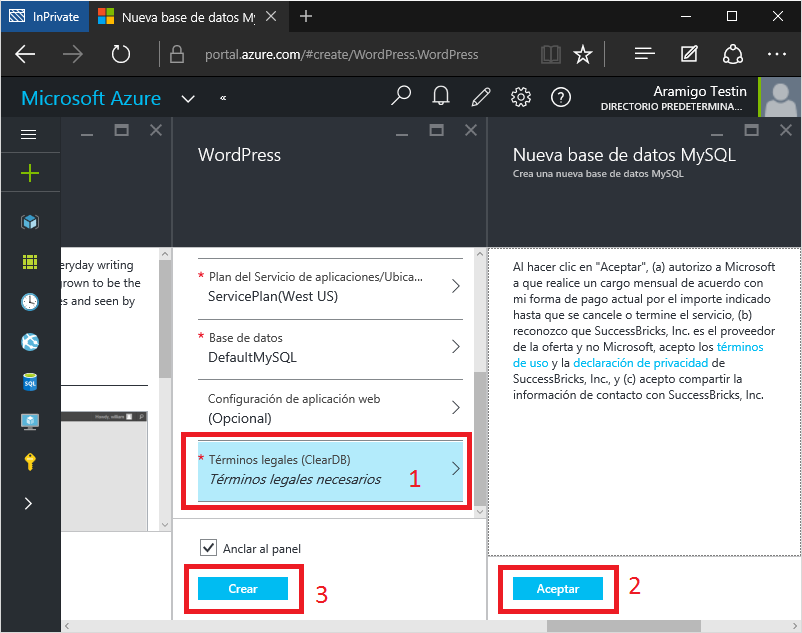 InPrivate
Nueva base de datos My
portal.azure.com/#create/WordPress.WordPress
Microsoft Azure
«
Aramigo Testin
DIRECTORIO PREDETERMINA...
WordPress
Nueva base de datos MySQL
Crea una nueva base de datos MySQL
eryday writing
grown to be the
es and seen by
Howdy, william
* Plan del Servicio de aplicaciones/Ubica...
ServicePlan(West US)
* Base de datos
DefaultMySQL
Configuración de aplicación web
(Opcional)
* Términos legales (ClearDB)
Términos legales necesarios
1
Anclar al panel
Crear
3
Al hacer clic en "Aceptar", (a) autorizo a Microsoft
a que realice un cargo mensual de acuerdo con
mi forma de pago actual por el importe indicado
hasta que se cancele o termine el servicio, (b)
reconozco que SuccessBricks, Inc. es el proveedor
de la oferta y no Microsoft, acepto los términos
de uso y la declaración de privacidad de
SuccessBricks, Inc., y (c) acepto compartir la
información de contacto con SuccessBricks, Inc.
Aceptar
2
SQL